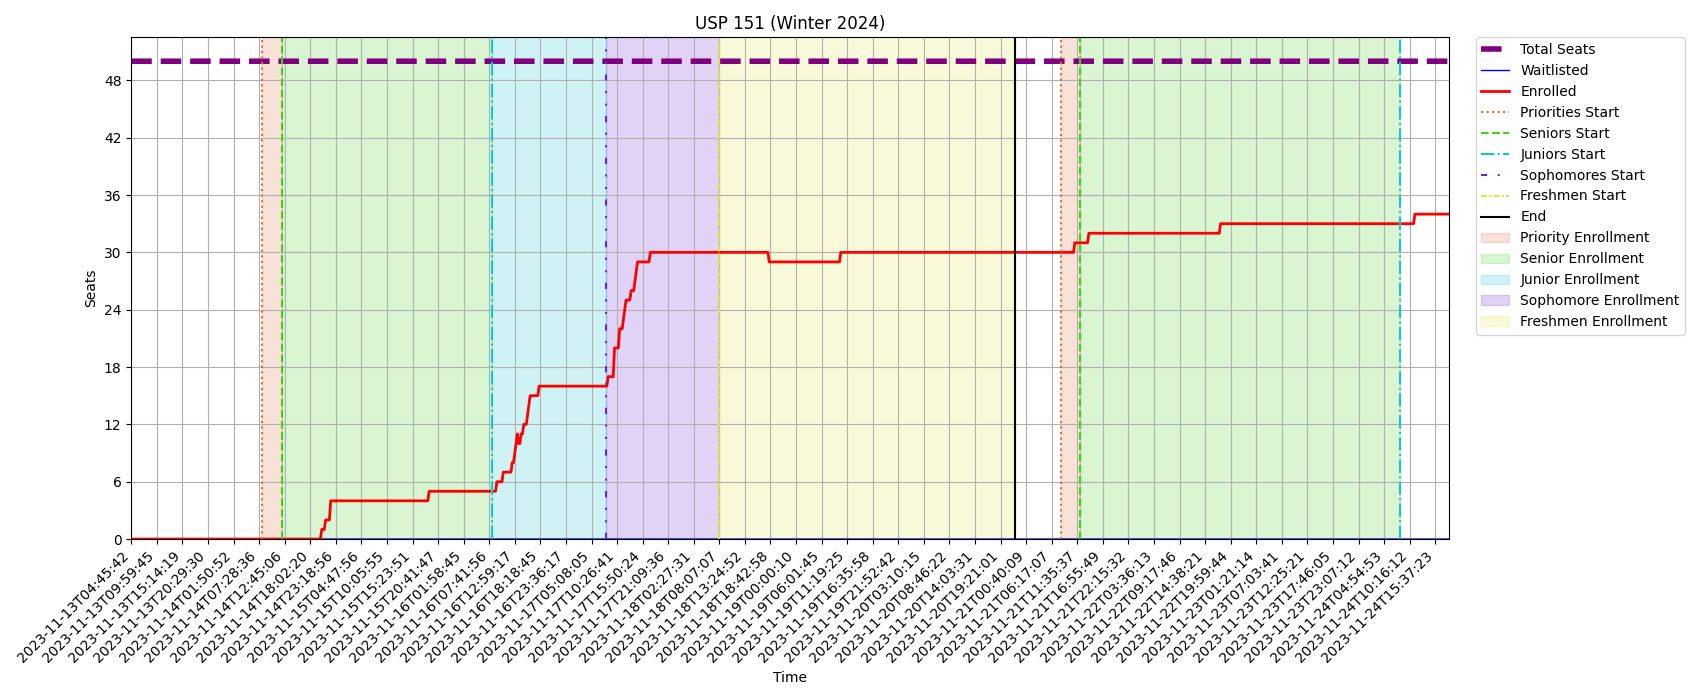 USP 151 (Winter 2024)
Seats
48
42
36
30
24
18
12
6
0
2023-11-13T04:45:42
2023-11-13T09:59:45
2023-11-13T15:14:19
2023-11-13T20:29:30
2023-11-14T01:50:52
2023-11-14T07:28:36
2023-11-14T12:45:06
2023-11-14T18:02:20
2023-11-14T23:18:56
2023-11-15T04:47:56
2023-11-15T10:05:55
2023-11-15T15:23:51
2023-11-15T20:41:47
2023-11-16T01:58:45
2023-11-16T07:41:56
2023-11-16T12:59:17
2023-11-16T18:18:45
2023-11-16T23:36:17
2023-11-17T05:08:05
2023-11-17T10:26:41
2023-11-17T15:50:24
2023-11-17T21:09:36
2023-11-18T02:27:31
2023-11-18T08:07:07
2023-11-18T13:24:52
2023-11-18T18:42:58
2023-11-19T00:00:10
2023-11-19T06:01:45
2023-11-19T11:19:25
2023-11-19T16:35:58
2023-11-19T21:52:42
2023-11-20T03:10:15
2023-11-20T08:46:22
2023-11-20T14:03:31
2023-11-20T19:21:01
2023-11-21T00:40:09
2023-11-21T06:17:07
2023-11-21T11:35:37
2023-11-21T16:55:49
2023-11-21T22:15:32
2023-11-22T03:36:13
2023-11-22T09:17:46
2023-11-22T14:38:21
2023-11-22T19:59:44
2023-11-23T01:21:14
2023-11-23T07:03:41
2023-11-23T12:25:21
2023-11-23T17:46:05
2023-11-23T23:07:12
2023-11-24T04:54:53
2023-11-24T10:16:12
2023-11-24T15:37:23
Time
Total Seats
Waitlisted
Enrolled
Priorities Start
Seniors Start
Juniors Start
Sophomores Start
Freshmen Start
End
Priority Enrollment
Senior Enrollment
Junior Enrollment
Sophomore Enrollment
Freshmen Enrollment